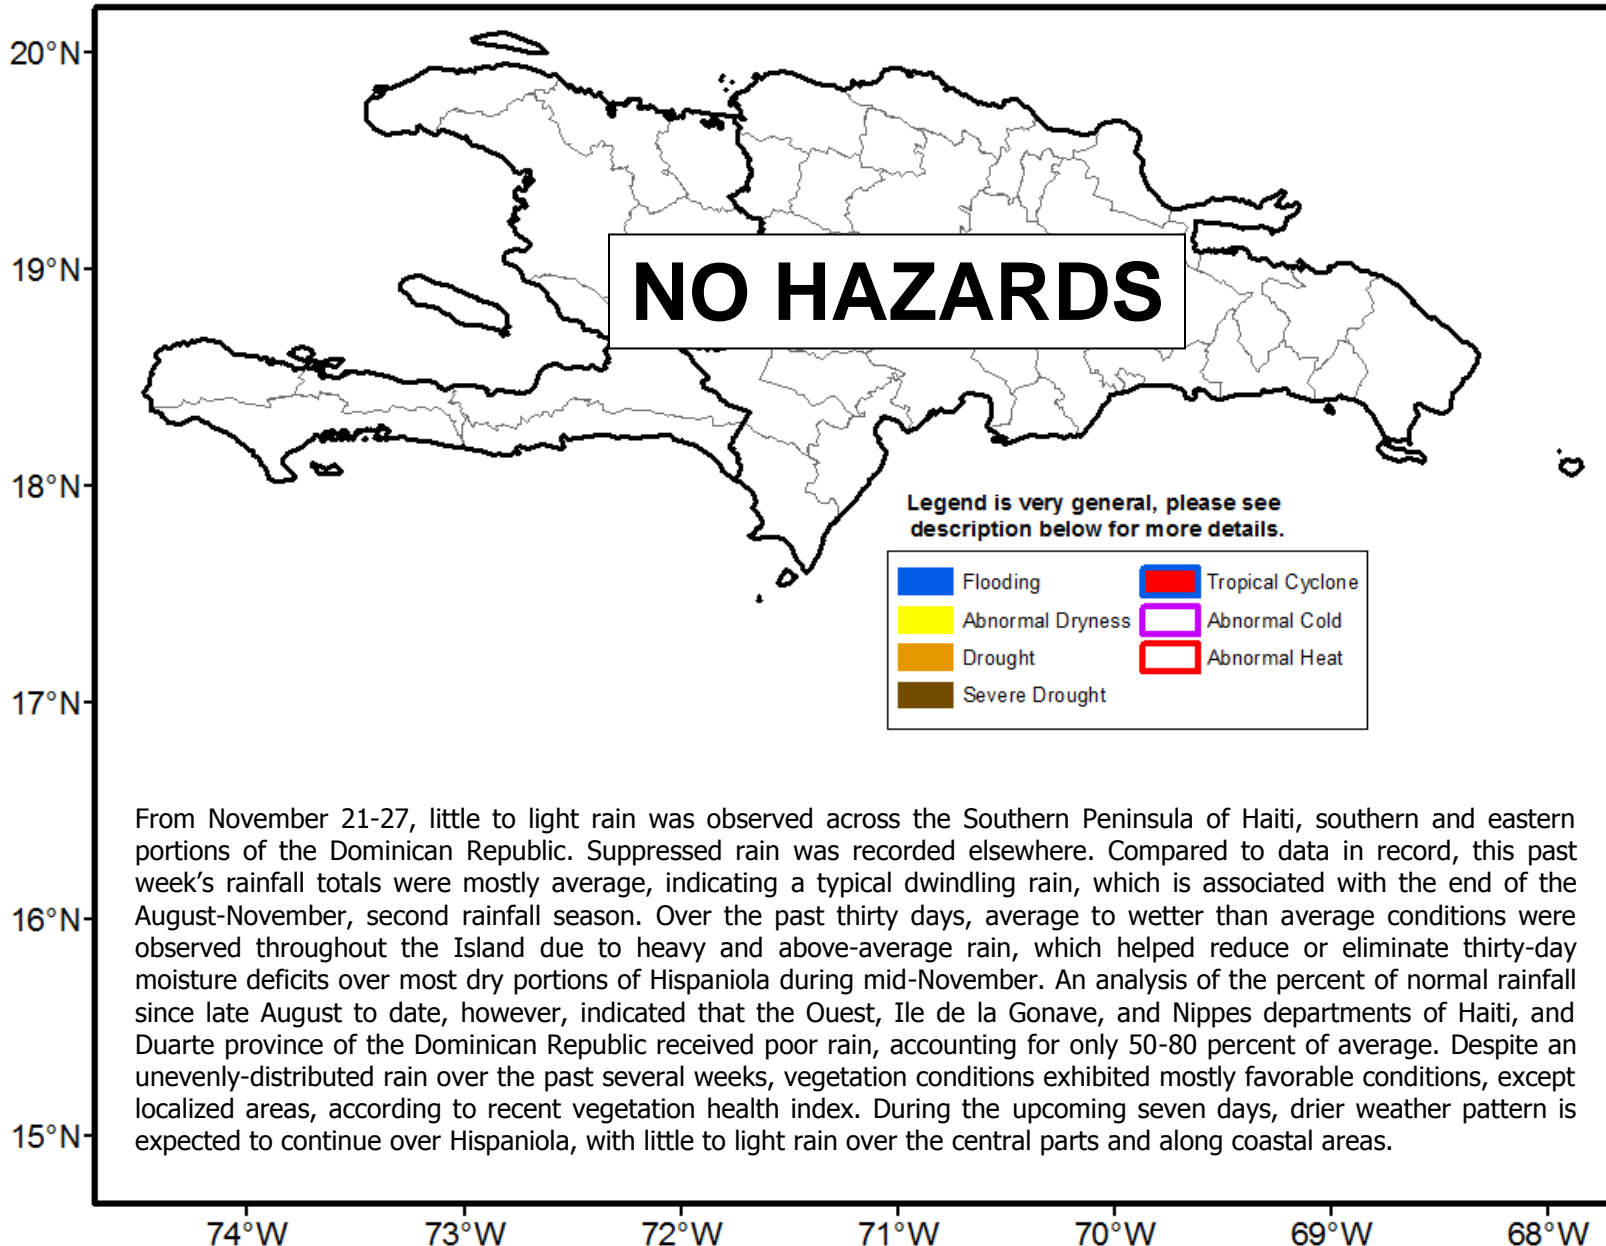 20°N
19°N
18°N
17°N
16°N
15°N
NO HAZARDS
Legend is very general, please see
description below for more details.
Flooding
Tropical Cyclone
Abnormal Dryness
Abnormal Cold
Drought
Abnormal Heat
Severe Drought
From November 21-27, little to light rain was observed across the Southern Peninsula of Haiti, southern and eastern
portions of the Dominican Republic. Suppressed rain was recorded elsewhere. Compared to data in record, this past
week's rainfall totals were mostly average, indicating a typical dwindling rain, which is associated with the end of the
August-November, second rainfall season. Over the past thirty days, average to wetter than average conditions were
observed throughout the Island due to heavy and above-average rain, which helped reduce or eliminate thirty-day
moisture deficits over most dry portions of Hispaniola during mid-November. An analysis of the percent of normal rainfall
since late August to date, however, indicated that the Ouest, Ile de la Gonave, and Nippes departments of Haiti, and
Duarte province of the Dominican Republic received poor rain, accounting for only 50-80 percent of average. Despite an
unevenly-distributed rain over the past several weeks, vegetation conditions exhibited mostly favorable conditions, except
localized areas, according to recent vegetation health index. During the upcoming seven days, drier weather pattern is
expected to continue over Hispaniola, with little to light rain over the central parts and along coastal areas.
74°W
73°W
72°W
71°W
70°W
69°W
68°W